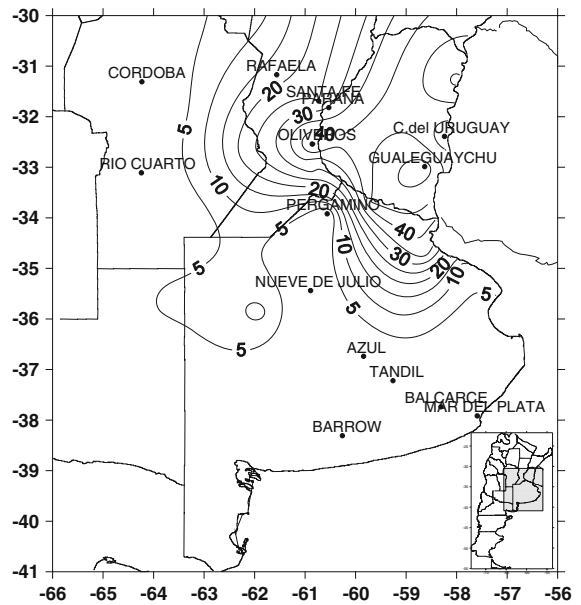 -30
-31
RAFAELA
CORDOBA
20
SANTA FE
-32
PARANA
30
5
C.del URUGUAY
OLIVEROS
40
-33
RIO CUARTO
GUALEGUAYCHU
10
20
PERGAMINO
-34
5
40
10
30
-35
5
20
10
NUEVE DE JULIO
5
5
-36
5
AZUL
-37
TANDIL
BALCARCE
MAR DEL PLATA
-38
BARROW
-39
-40
-41
-66 -65 -64 -63 -62 -61 -60 -59 -58 -57 -56